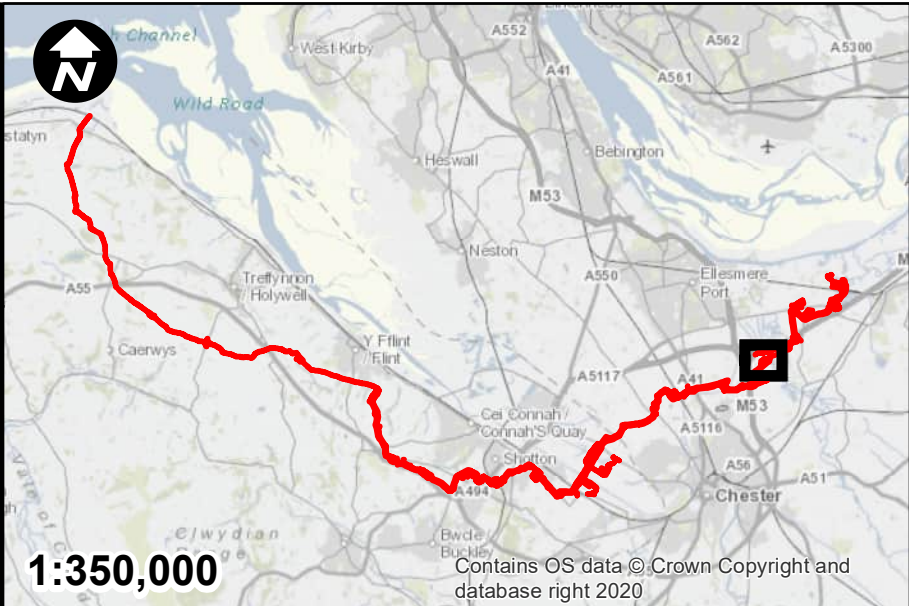 h Channel
N
West Kirby
Wild Road
statyn
A552
A41
A562
A5300
A561
Bebington
Heswall
M53
Neston
A550
Ellesmere
Port
M
A55
Treffynnon
/ Holywell
Caerwys
Y Fflint
/ Flint
A5117
A41
M53
Cei Connah /
Connah'S Quay
A5116
Shotton
A56
A51
A494
Chester
Clwydian
Bwcle
Buckley
1:350,000
Contains OS data © Crown Copyright and
database right 2020